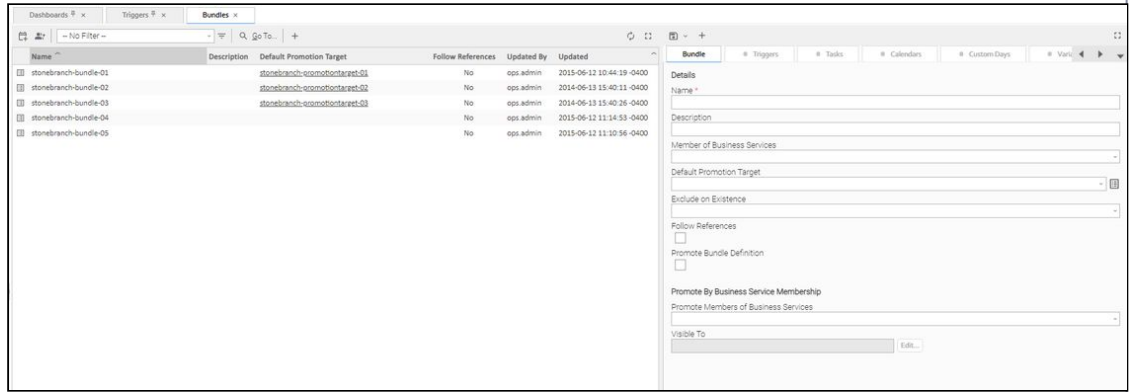 Dashboards × Triggers × Bundles ×
-- No Filter -- Go To...
Name Description Default Promotion Target Follow References Updated By Updated
stonebranch-bundle-01 stonebranch-promotiontarget-01 No ops.admin 2015-06-12 10:44:19 -0400
stonebranch-bundle-02 stonebranch-promotiontarget-02 No ops.admin 2014-06-13 15:40:11 -0400
stonebranch-bundle-03 stonebranch-promotiontarget-03 No ops.admin 2014-06-13 15:40:26 -0400
stonebranch-bundle-04 No ops.admin 2015-06-12 11:14:53 -0400
stonebranch-bundle-05 No ops.admin 2015-06-12 11:10:56 -0400
Bundle Triggers Tasks Calendars Custom Days Varia
Details
Name *
Description
Member of Business Services
Default Promotion Target
Exclude on Existence
Follow References
Promote Bundle Definition
Promote By Business Service Membership
Promote Members of Business Services
Visible To
Edit...